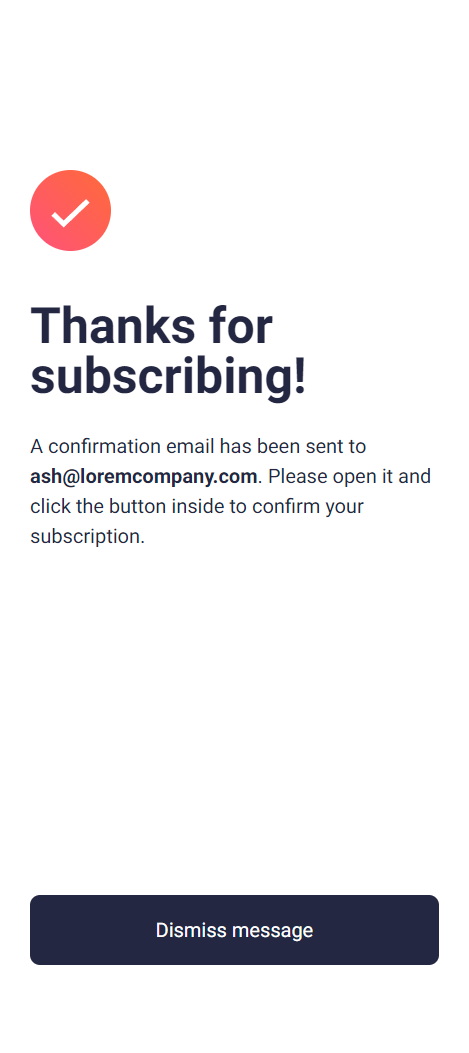 Thanks for
subscribing!
A confirmation email has been sent to
ash@loremcompany.com. Please open it and
click the button inside to confirm your
subscription.
Dismiss message